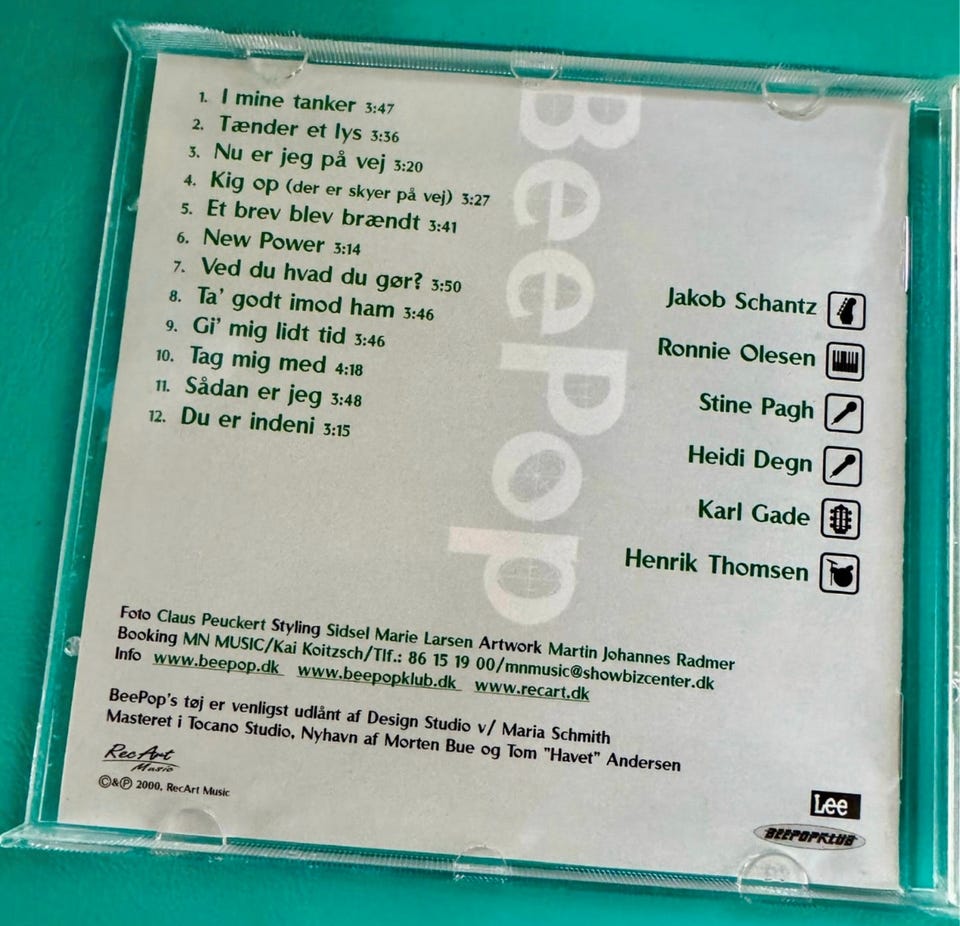 1. I mine tanker 3:47
2. Tænder et lys 3:36
3. Nu er jeg på vej 3:20
4. Kig op (der er skyer på vej) 3:27
5. Et brev blev brændt 3:41
6. New Power 3:14
7. Ved du hvad du gør? 3:50
8. Ta' godt imod ham 3:46
9. Gi' mig lidt tid 3:46
10. Tag mig med 4:18
11. Sådan er jeg 3:48
12. Du er indeni 3:15
BeePop
Jakob Schantz
Ronnie Olesen
Stine Pagh
Heidi Degn
Karl Gade
Henrik Thomsen
Foto Claus Peuckert Styling Sidsel Marie Larsen Artwork Martin Johannes Radmer
Booking MN MUSIC/Kai Koitzsch/Tlf.: 86 15 19 00/mnmusic@showbizcenter.dk
Info www.beepop.dk www.beepopklub.dk www.recart.dk
BeePop's tøj er venligst udlånt af Design Studio v/ Maria Schmith
Masteret i Tocano Studio, Nyhavn af Morten Bue og Tom "Havet" Andersen
RecArt
Music
©&℗ 2000, RecArt Music
Lee
BEEPOPKLUB